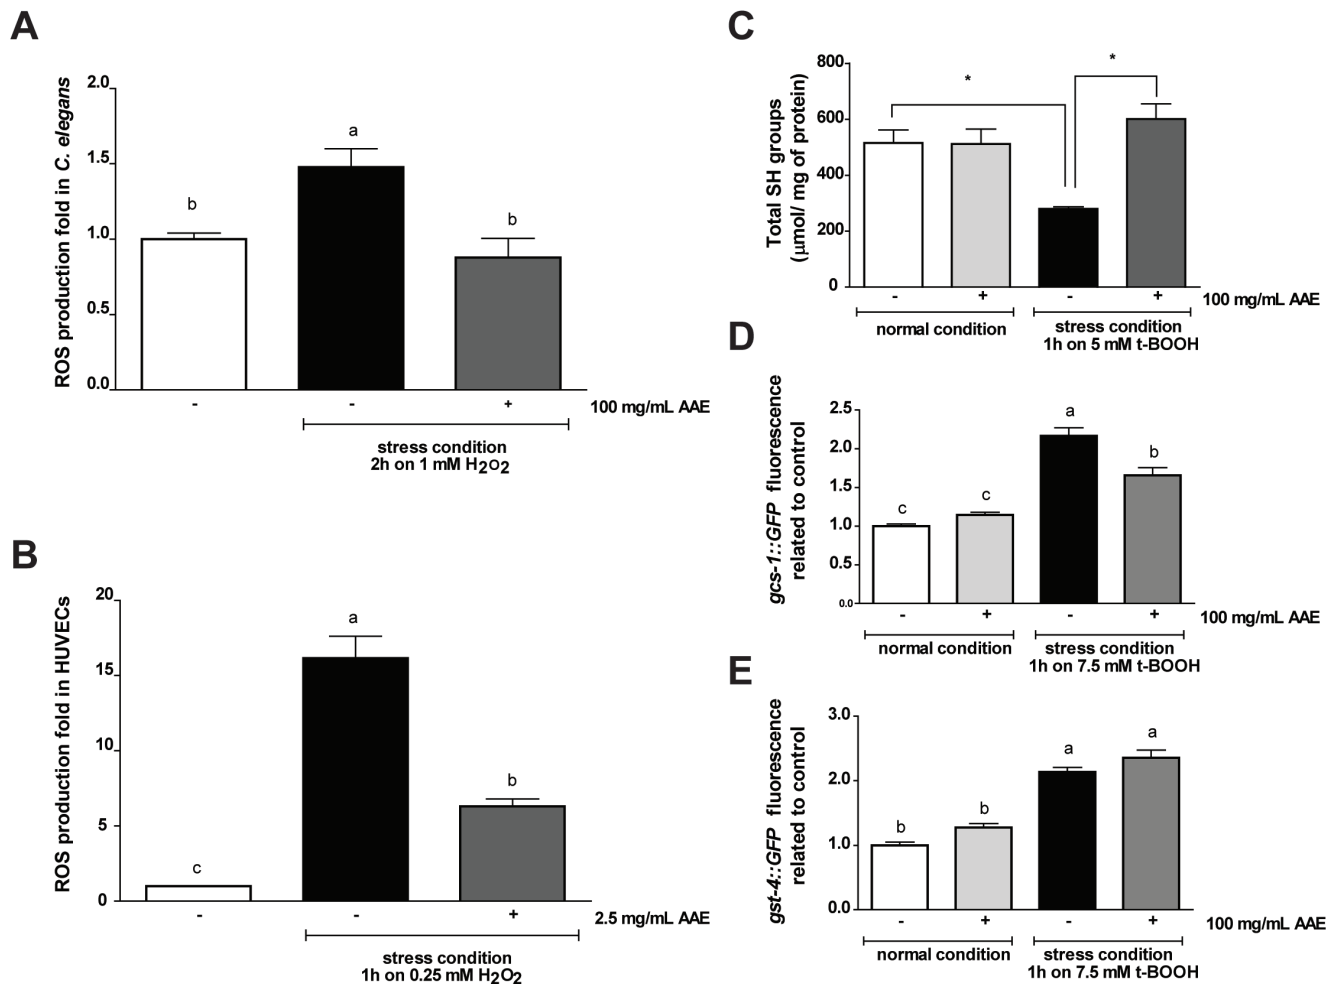 A
ROS production fold in C. elegans
2.0
1.5
1.0
0.5
0.0
b
a
b
- - + 100 mg/mL AAE
stress condition
2h on 1 mM H2O2
B
ROS production fold in HUVECs
20
15
10
5
0
c
a
b
- - + 2.5 mg/mL AAE
stress condition
1h on 0.25 mM H2O2
C
Total SH groups
(µmol/ mg of protein)
800
600
400
200
0
* *
- + - + 100 mg/mL AAE
normal condition
stress condition
1h on 5 mM t-BOOH
D
gcs-1::GFP fluorescence
related to control
2.5
2.0
1.5
1.0
0.5
0.0
c
c
a
b
- + - + 100 mg/mL AAE
normal condition
stress condition
1h on 7.5 mM t-BOOH
E
gst-4::GFP fluorescence
related to control
3.0
2.0
1.0
0.0
b
b
a
a
- + - + 100 mg/mL AAE
normal condition
stress condition
1h on 7.5 mM t-BOOH